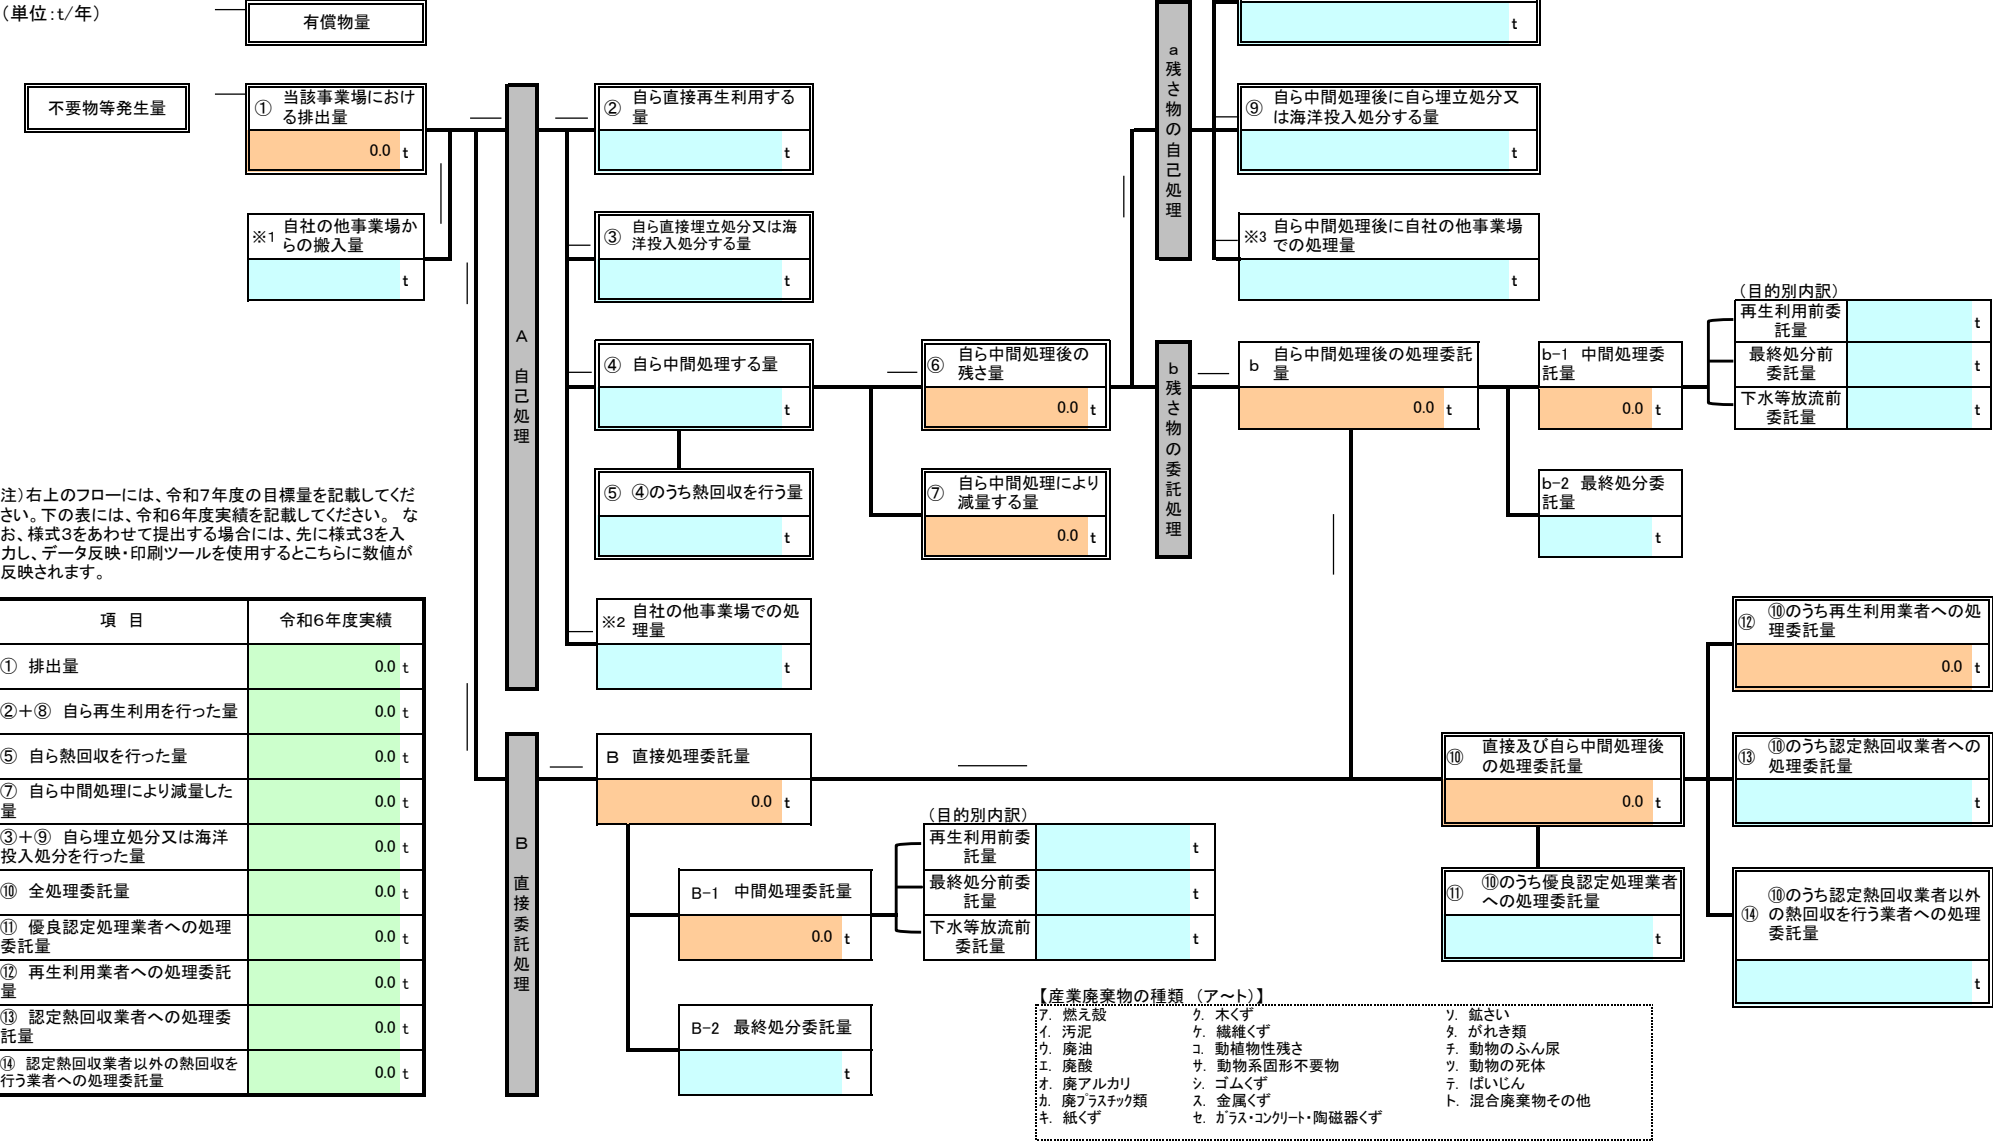 （単位:t/年）
有償物量
t
不要物等発生量
① 当該事業場におけ
る排出量
0.0 t
※1 自社の他事業場か
らの搬入量
t
A 自己処理
② 自ら直接再生利用する
量
t
③ 自ら直接埋立処分又は海
洋投入処分する量
t
④ 自ら中間処理する量
t
⑤ ④のうち熱回収を行う量
t
※2 自社の他事業場での処
理量
t
⑥ 自ら中間処理後の
残さ量
0.0 t
⑦ 自ら中間処理により
減量する量
0.0 t
a残さ物の自己処理
⑨ 自ら中間処理後に自ら埋立処分又
は海洋投入処分する量
t
※3 自ら中間処理後に自社の他事業場
での処理量
t
b残さ物の委託処理
b 自ら中間処理後の処理委託
量
0.0 t
b-1 中間処理委
託量
0.0 t
b-2 最終処分委
託量
t
（目的別内訳）
再生利用前委
託量
t
最終処分前
委託量
t
下水等放流前
委託量
t
注）右上のフローには、令和7年度の目標量を記載してくだ
さい。下の表には、令和6年度実績を記載してください。 な
お、様式3をあわせて提出する場合には、先に様式3を入
力し、データ反映・印刷ツールを使用するとこちらに数値が
反映されます。
項 目 令和6年度実績
① 排出量 0.0 t
②＋⑧ 自ら再生利用を行った量 0.0 t
⑤ 自ら熱回収を行った量 0.0 t
⑦ 自ら中間処理により減量した
量 0.0 t
③＋⑨ 自ら埋立処分又は海洋
投入処分を行った量 0.0 t
⑩ 全処理委託量 0.0 t
⑪ 優良認定処理業者への処理
委託量 0.0 t
⑫ 再生利用業者への処理委託
量 0.0 t
⑬ 認定熱回収業者への処理委
託量 0.0 t
⑭ 認定熱回収業者以外の熱回収を
行う業者への処理委託量 0.0 t
B 直接委託処理
B 直接処理委託量
0.0 t
B-1 中間処理委託量
0.0 t
B-2 最終処分委託量
t
（目的別内訳）
再生利用前委
託量
t
最終処分前委
託量
t
下水等放流前
委託量
t
⑩ 直接及び自ら中間処理後
の処理委託量
0.0 t
⑪ ⑩のうち優良認定処理業者
への処理委託量
t
⑫ ⑩のうち再生利用業者への処
理委託量
0.0 t
⑬ ⑩のうち認定熱回収業者への
処理委託量
t
⑭ ⑩のうち認定熱回収業者以外
の熱回収を行う業者への処理
委託量
t
【産業廃棄物の種類 （ア～ト）】
ア. 燃え殻
イ. 汚泥
ウ. 廃油
エ. 廃酸
オ. 廃アルカリ
カ. 廃プラスチック類
キ. 紙くず
ク. 木くず
ケ. 繊維くず
コ. 動植物性残さ
サ. 動物系固形不要物
シ. ゴムくず
ス. 金属くず
セ. ガラス・コンクリート・陶磁器くず
ソ. 鉱さい
タ. がれき類
チ. 動物のふん尿
ツ. 動物の死体
テ. ばいじん
ト. 混合廃棄物その他